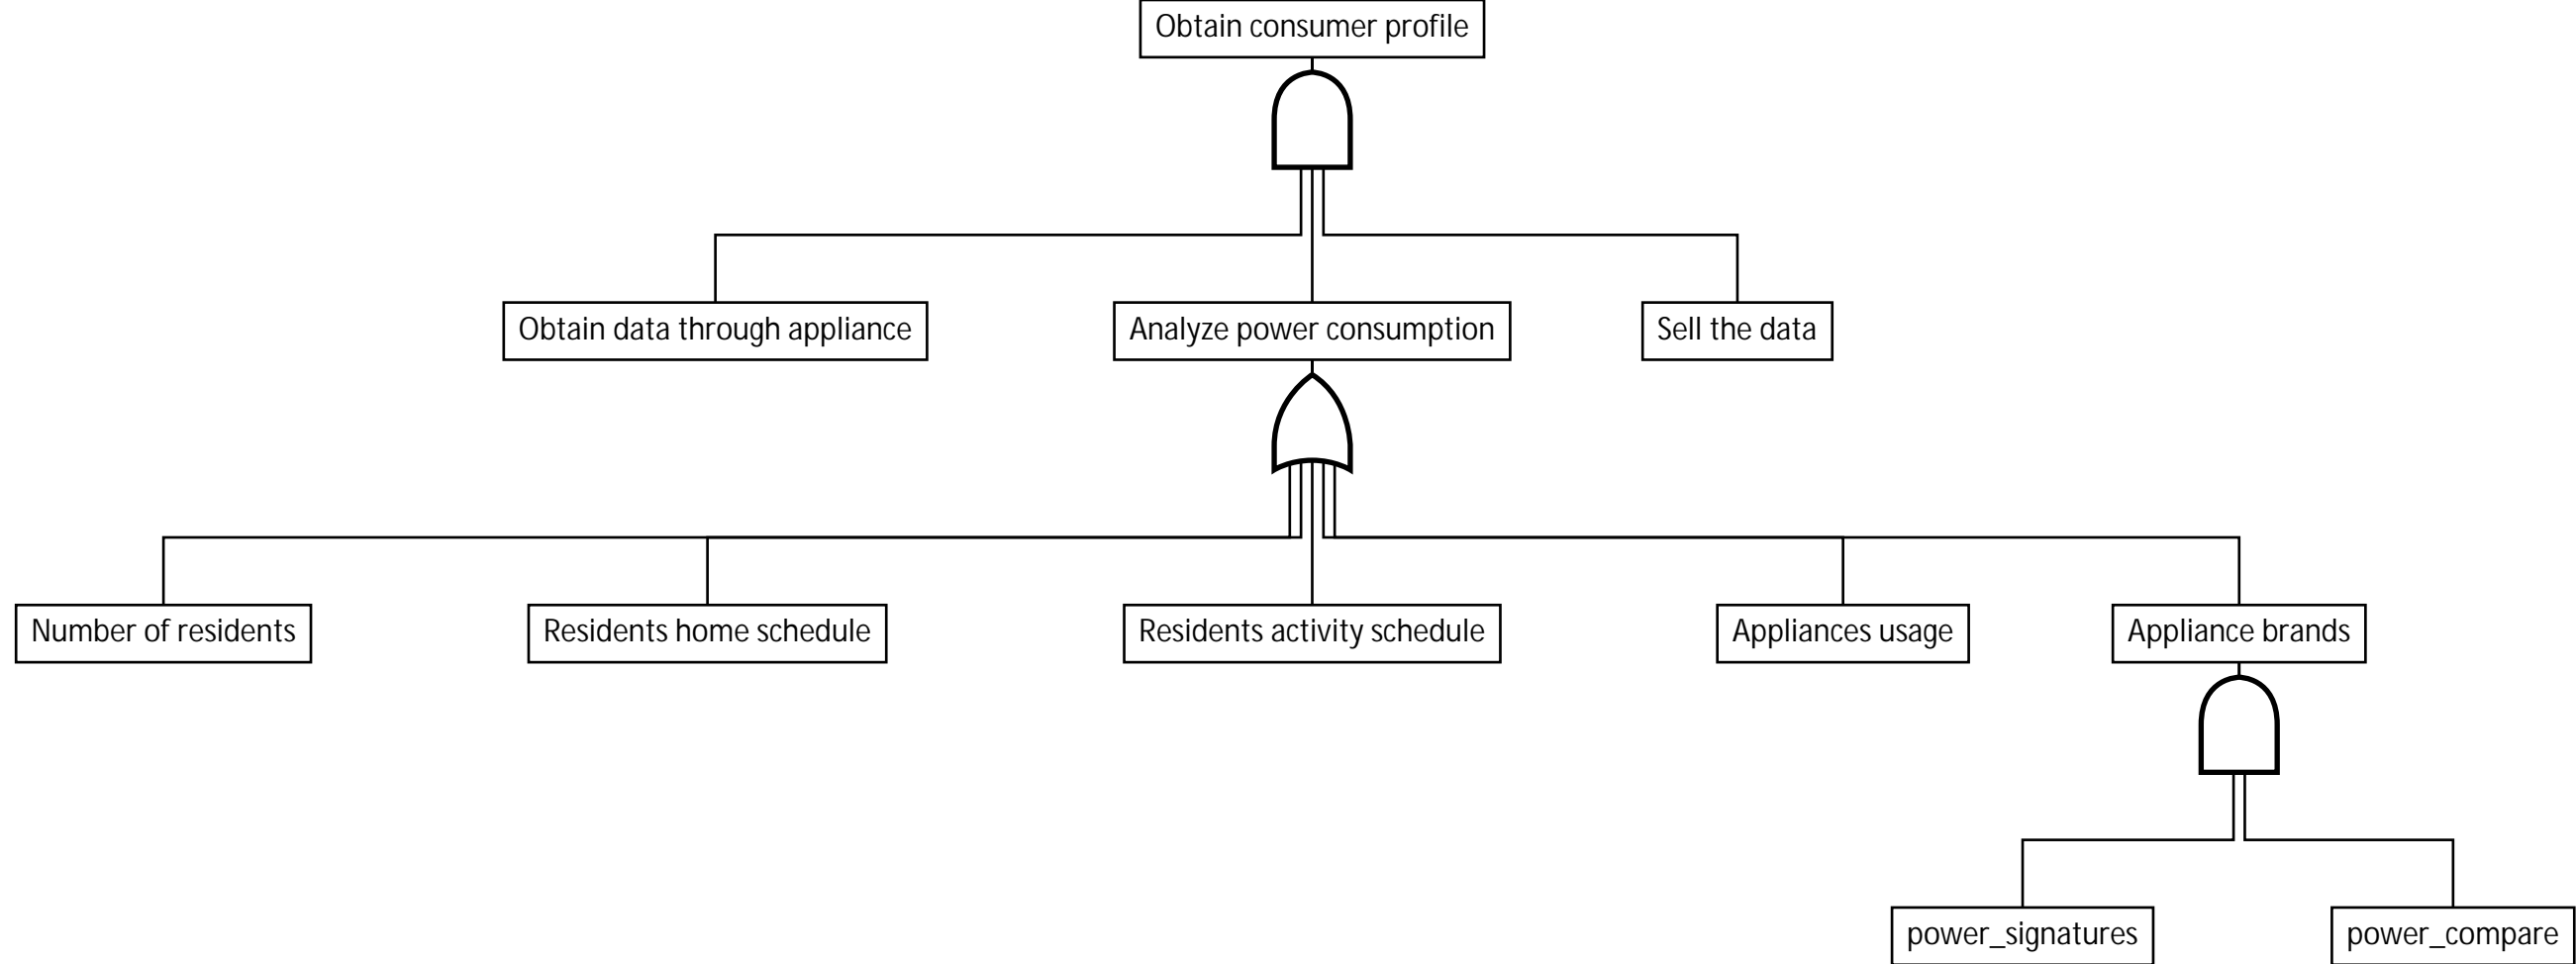 Obtain consumer profile
Obtain data through appliance
Analyze power consumption
Sell the data
Number of residents
Residents home schedule
Residents activity schedule
Appliances usage
Appliance brands
power_signatures
power_compare